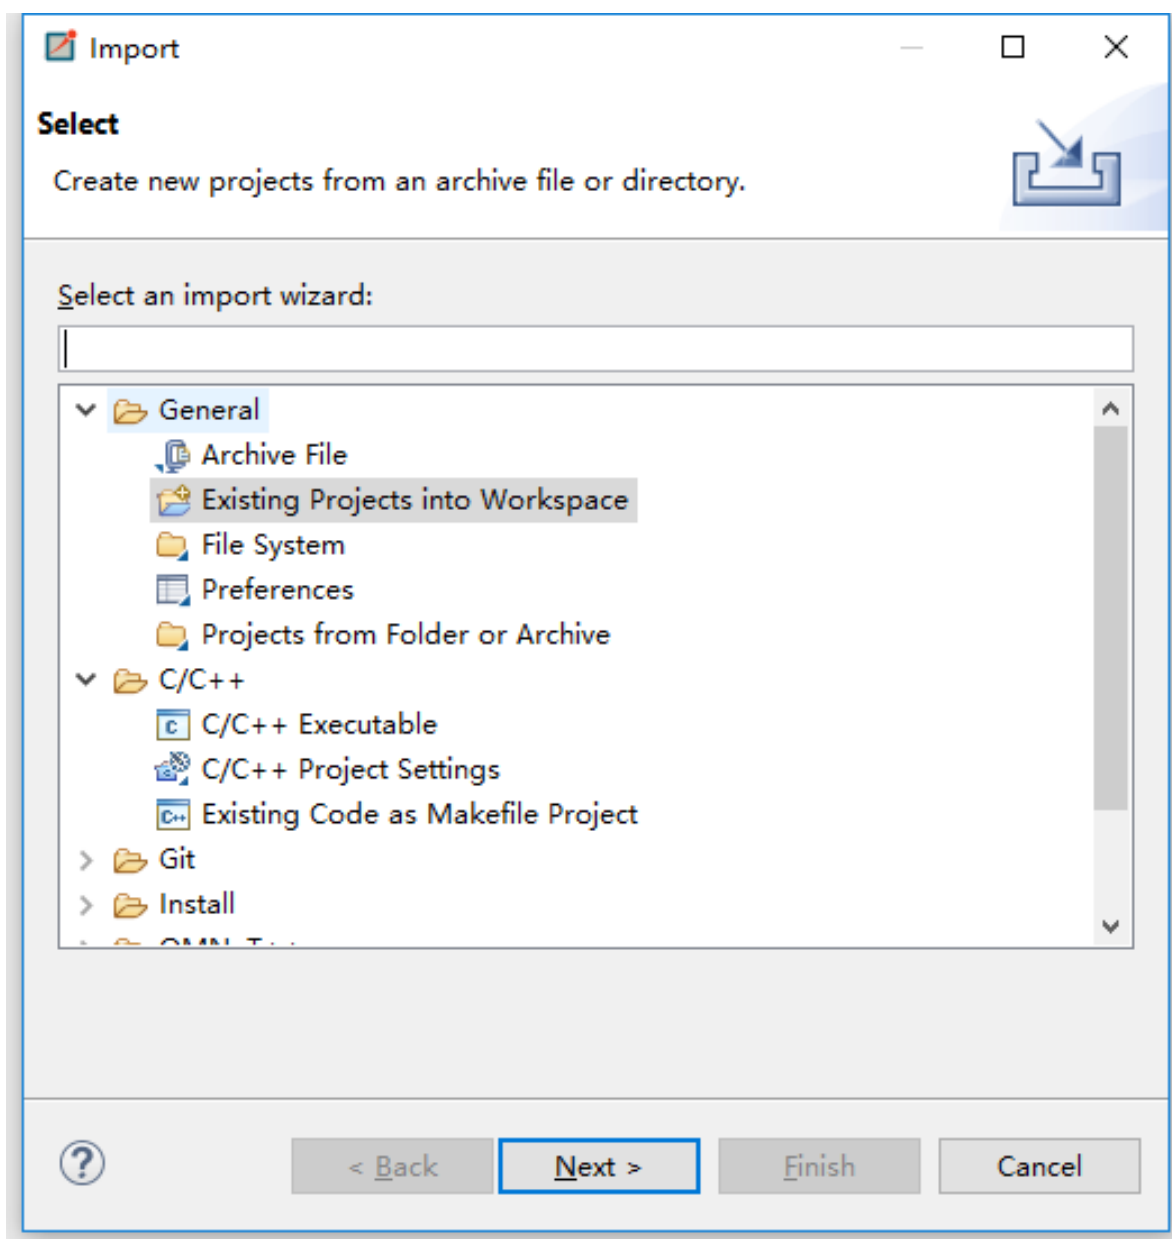 Import
Select
Create new projects from an archive file or directory.
Select an import wizard:
General
Archive File
Existing Projects into Workspace
File System
Preferences
Projects from Folder or Archive
C/C++
C/C++ Executable
C/C++ Project Settings
Existing Code as Makefile Project
Git
Install
< Back
Next >
Finish
Cancel